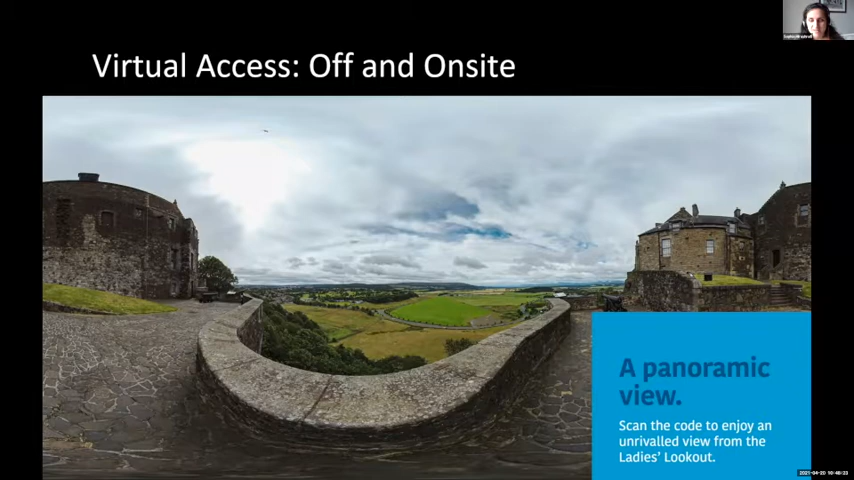 Virtual Access: Off and Onsite
A panoramic
view.
Scan the code to enjoy an
unrivalled view from the
Ladies' Lookout.